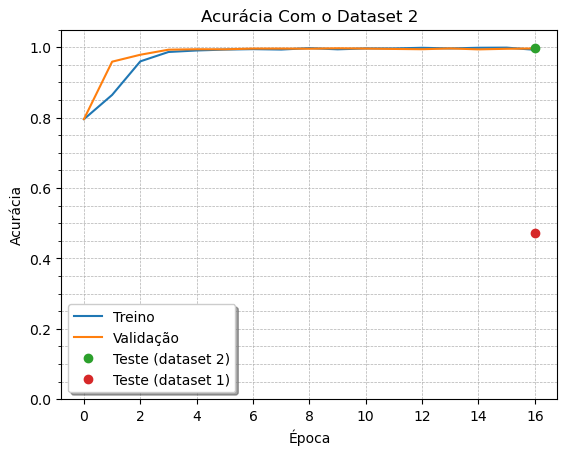 Acurácia Com o Dataset 2
Acurácia
1.0
0.8
0.6
0.4
0.2
0.0
Treino
Validação
Teste (dataset 2)
Teste (dataset 1)
0 2 4 6 8 10 12 14 16
Época